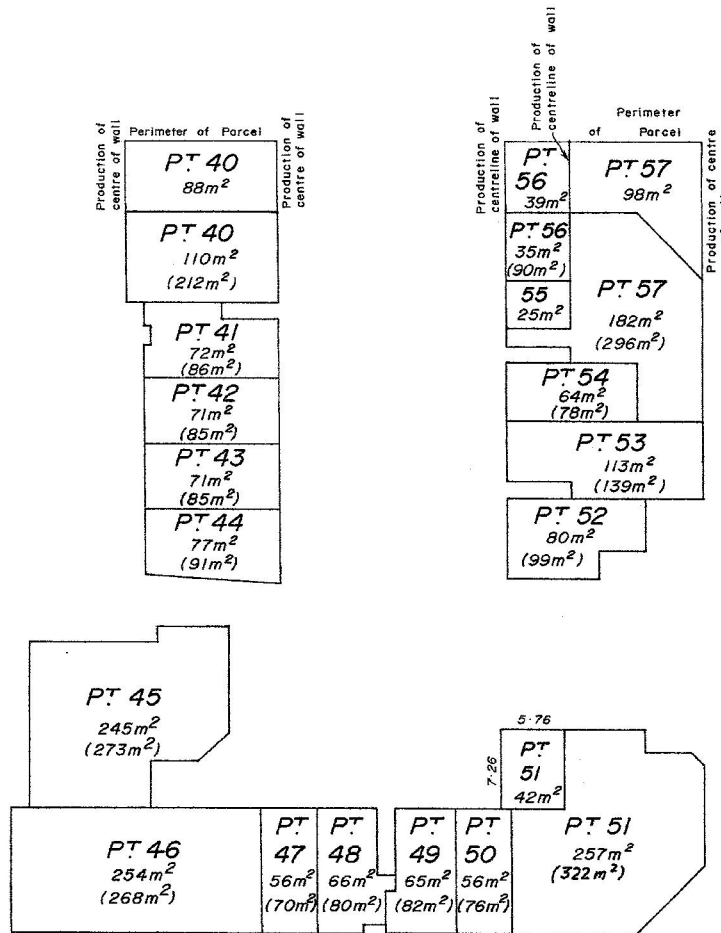 Production of
centre of wall
Perimeter of Parcel
Production of
centre of wall
PT 40
88m²
PT 40
110m²
(212m²)
PT 41
72m²
(86m²)
PT 42
71m²
(85m²)
PT 43
71m²
(85m²)
PT 44
77m²
(91m²)
Production of
centreline of wall
Production of
centreline of wall
Perimeter
of Parcel
Production of centre
PT
56
39m²
PT 57
98m²
PT 56
35m²
(90m²)
55
25m²
PT 57
182m²
(296m²)
PT 54
64m²
(78m²)
PT 53
113m²
(139m²)
PT 52
80m²
(99m²)
PT 45
245m²
(273m²)
PT 46
254m²
(268m²)
PT
47
56m²
(70m²)
PT
48
66m²
(80m²)
PT
49
65m²
(82m²)
PT
50
56m²
(76m²)
5·76
7·26
PT
51
42m²
PT 51
257m²
(322m²)